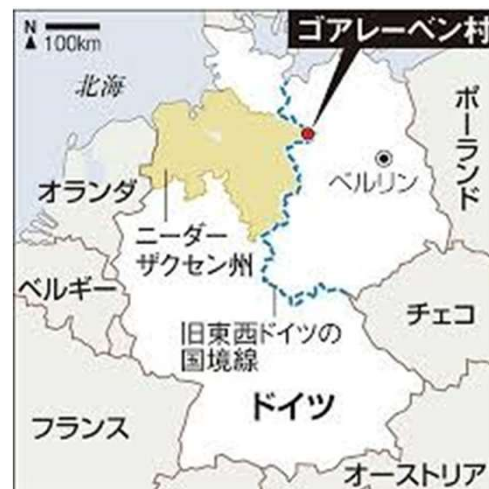 N
100km
ゴアレーベン村
北海
ポーランド
ベルリン
オランダ
ニーダー
ザクセン州
ベルギー
チェコ
旧東西ドイツの
国境線
ドイツ
フランス
オーストリア